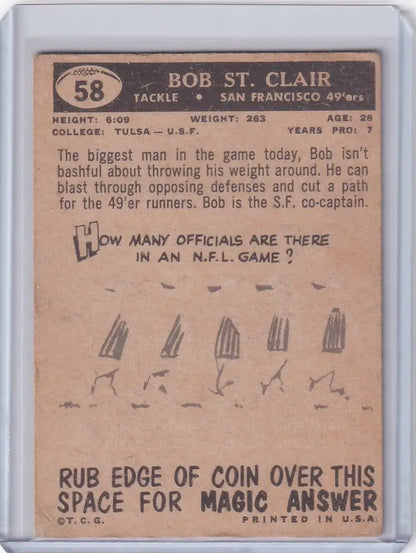 58
BOB ST. CLAIR
TACKLE • SAN FRANCISCO 49'ers
HEIGHT: 6:09 WEIGHT: 263 AGE: 28
COLLEGE: TULSA – U.S.F. YEARS PRO: 7
The biggest man in the game today, Bob isn't
bashful about throwing his weight around. He can
blast through opposing defenses and cut a path
for the 49'er runners. Bob is the S.F. co-captain.
HOW MANY OFFICIALS ARE THERE
IN AN N.F.L. GAME?
RUB EDGE OF COIN OVER THIS
SPACE FOR MAGIC ANSWER
©T.C.G. PRINTED IN U.S.A.